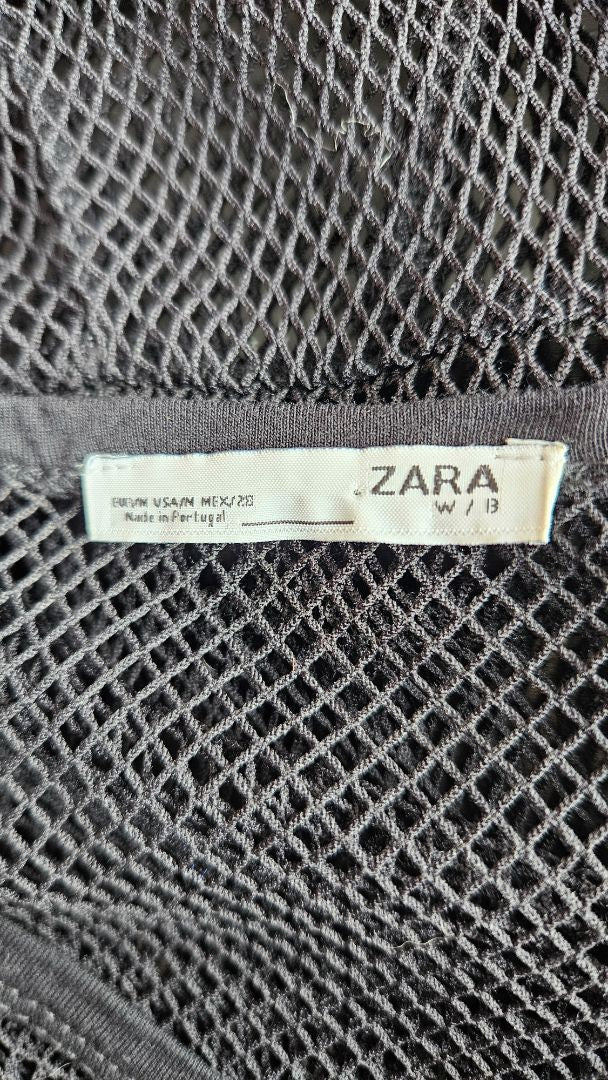 EUR/M USA/M MEX/28
Made in Portugal
ZARA
W / B